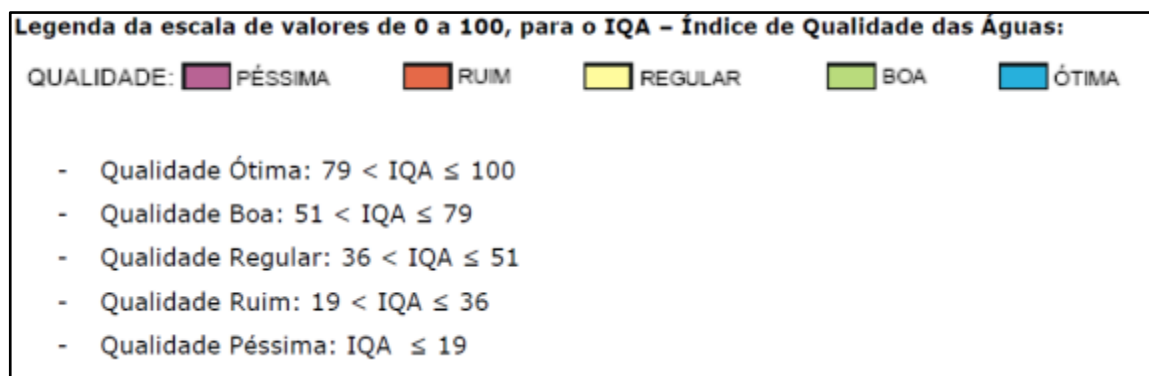 Legenda da escala de valores de 0 a 100, para o IQA – Índice de Qualidade das Águas:
QUALIDADE: PÉSSIMA RUIM REGULAR BOA ÓTIMA
- Qualidade Ótima: 79 < IQA ≤ 100
- Qualidade Boa: 51 < IQA ≤ 79
- Qualidade Regular: 36 < IQA ≤ 51
- Qualidade Ruim: 19 < IQA ≤ 36
- Qualidade Péssima: IQA ≤ 19